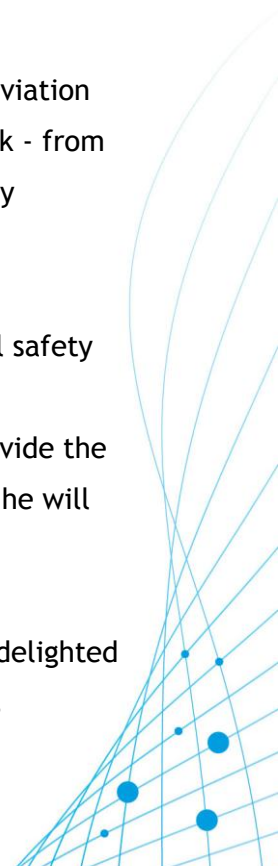 viation
k - from
y
l safety
vide the
he will
delighted